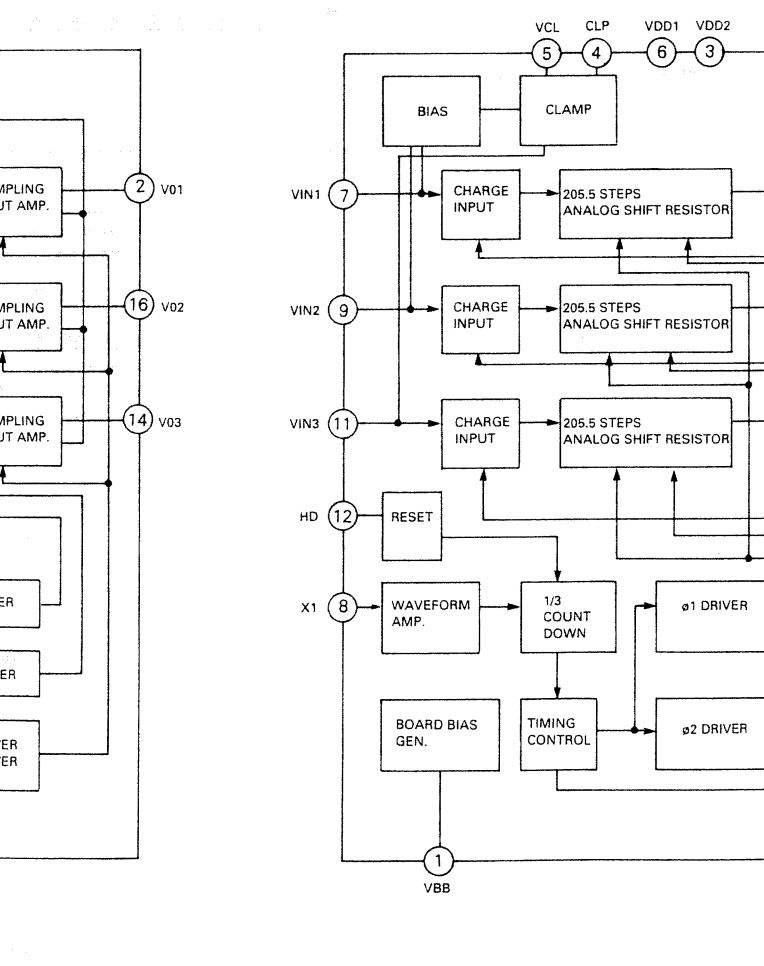 MPLING
UT AMP.
2 V01
MPLING
UT AMP.
16 V02
MPLING
UT AMP.
14 V03
ER
ER
VER
VER
VCL CLP VDD1 VDD2
5 4 6 3
BIAS
CLAMP
VIN1 7
CHARGE
INPUT
205.5 STEPS
ANALOG SHIFT RESISTOR
VIN2 9
CHARGE
INPUT
205.5 STEPS
ANALOG SHIFT RESISTOR
VIN3 11
CHARGE
INPUT
205.5 STEPS
ANALOG SHIFT RESISTOR
HD 12
RESET
X1 8
WAVEFORM
AMP.
1/3
COUNT
DOWN
ø1 DRIVER
BOARD BIAS
GEN.
TIMING
CONTROL
ø2 DRIVER
1
VBB